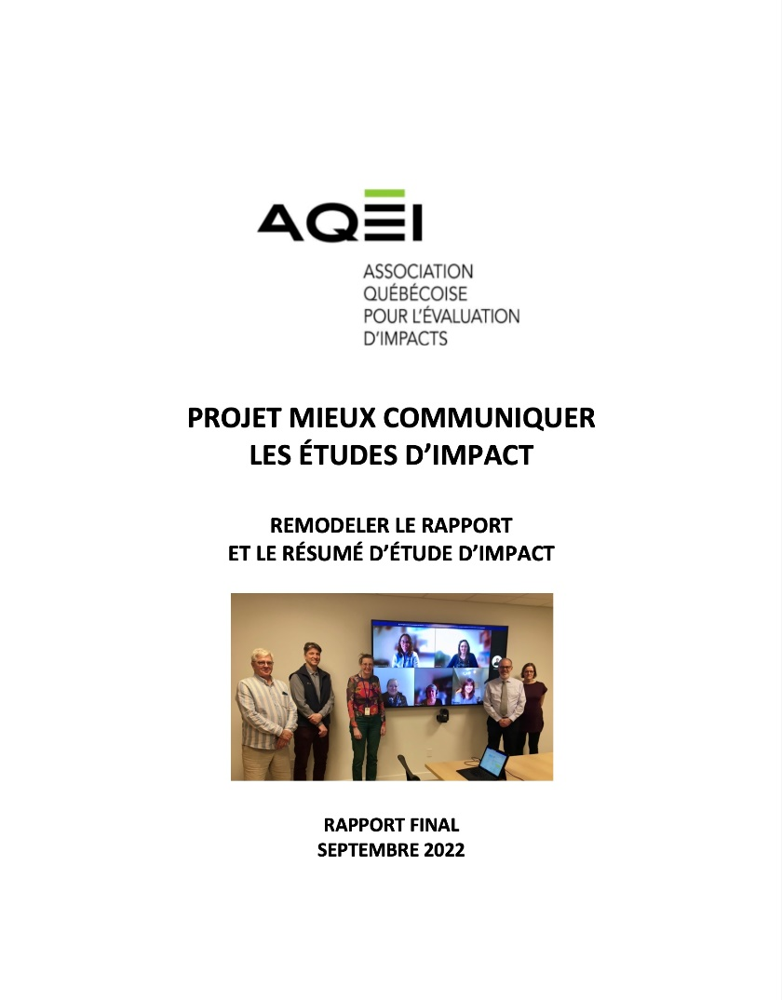 AQEI
ASSOCIATION
QUÉBÉCOISE
POUR L'ÉVALUATION
D'IMPACTS
PROJET MIEUX COMMUNIQUER
LES ÉTUDES D'IMPACT
REMODELER LE RAPPORT
ET LE RÉSUMÉ D'ÉTUDE D'IMPACT
RAPPORT FINAL
SEPTEMBRE 2022